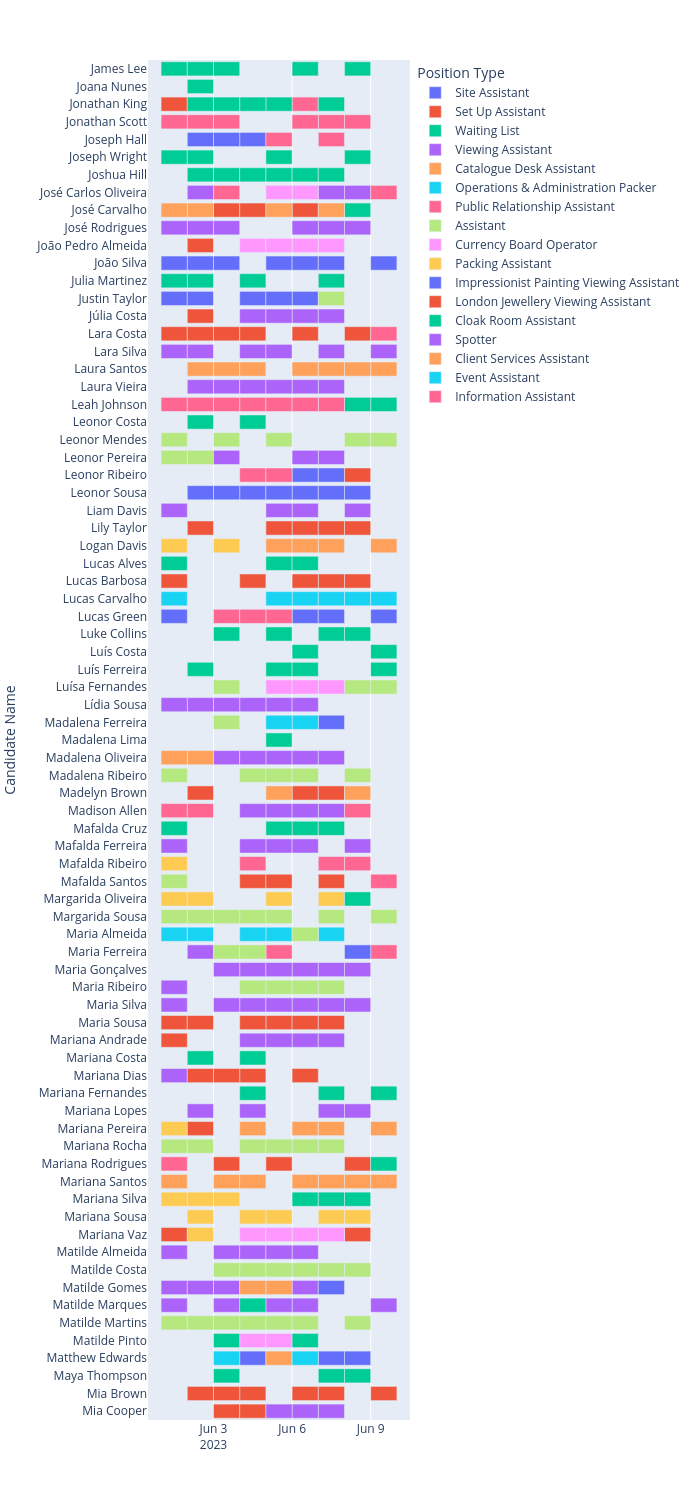 James Lee
Joana Nunes
Jonathan King
Jonathan Scott
Joseph Hall
Joseph Wright
Joshua Hill
José Carlos Oliveira
José Carvalho
José Rodrigues
João Pedro Almeida
João Silva
Julia Martinez
Justin Taylor
Júlia Costa
Lara Costa
Lara Silva
Laura Santos
Laura Vieira
Leah Johnson
Leonor Costa
Leonor Mendes
Leonor Pereira
Leonor Ribeiro
Leonor Sousa
Liam Davis
Lily Taylor
Logan Davis
Lucas Alves
Lucas Barbosa
Lucas Carvalho
Lucas Green
Luke Collins
Luís Costa
Luís Ferreira
Luísa Fernandes
Lídia Sousa
Madalena Ferreira
Madalena Lima
Madalena Oliveira
Madalena Ribeiro
Madelyn Brown
Madison Allen
Mafalda Cruz
Mafalda Ferreira
Mafalda Ribeiro
Mafalda Santos
Margarida Oliveira
Margarida Sousa
Maria Almeida
Maria Ferreira
Maria Gonçalves
Maria Ribeiro
Maria Silva
Maria Sousa
Mariana Andrade
Mariana Costa
Mariana Dias
Mariana Fernandes
Mariana Lopes
Mariana Pereira
Mariana Rocha
Mariana Rodrigues
Mariana Santos
Mariana Silva
Mariana Sousa
Mariana Vaz
Matilde Almeida
Matilde Costa
Matilde Gomes
Matilde Marques
Matilde Martins
Matilde Pinto
Matthew Edwards
Maya Thompson
Mia Brown
Mia Cooper
Candidate Name
Jun 3
2023
Jun 6
Jun 9
Position Type
Site Assistant
Set Up Assistant
Waiting List
Viewing Assistant
Catalogue Desk Assistant
Operations & Administration Packer
Public Relationship Assistant
Assistant
Currency Board Operator
Packing Assistant
Impressionist Painting Viewing Assistant
London Jewellery Viewing Assistant
Cloak Room Assistant
Spotter
Client Services Assistant
Event Assistant
Information Assistant